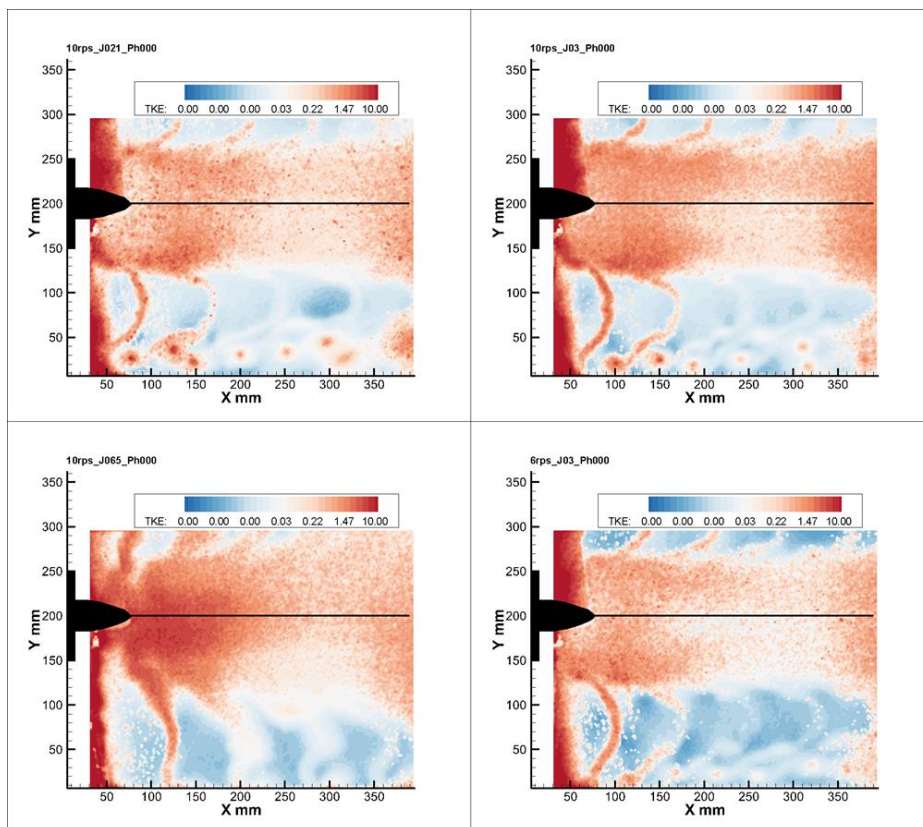 10rps_J021_Ph000
350
300
250
200
150
100
50
Y mm
TKE: 0.00 0.00 0.00 0.03 0.22 1.47 10.00
50 100 150 200 250 300 350
X mm
10rps_J03_Ph000
350
300
250
200
150
100
50
Y mm
TKE: 0.00 0.00 0.00 0.03 0.22 1.47 10.00
50 100 150 200 250 300 350
X mm
10rps_J065_Ph000
350
300
250
200
150
100
50
Y mm
TKE: 0.00 0.00 0.00 0.03 0.22 1.47 10.00
50 100 150 200 250 300 350
X mm
6rps_J03_Ph000
350
300
250
200
150
100
50
Y mm
TKE: 0.00 0.00 0.00 0.03 0.22 1.47 10.00
50 100 150 200 250 300 350
X mm